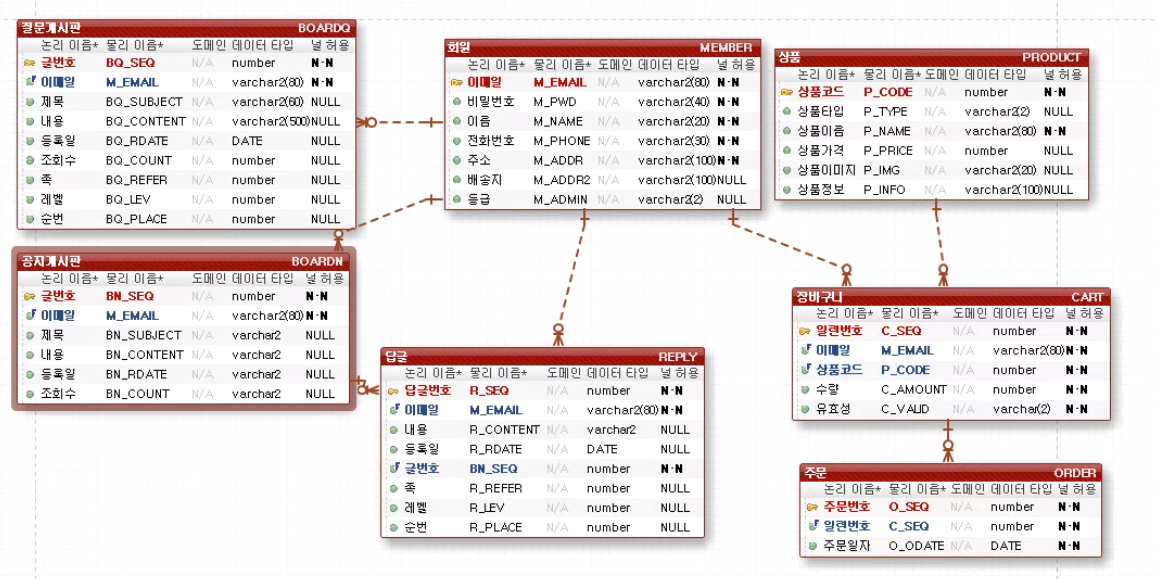 질문게시판 BOARDQ
논리 이름* 물리 이름* 도메인 데이터 타입 널 허용
글번호 BQ_SEQ N/A number N-N
이메일 M_EMAIL N/A varchar2(80) N-N
제목 BQ_SUBJECT N/A varchar2(60) NULL
내용 BQ_CONTENT N/A varchar2(500) NULL
등록일 BQ_RDATE N/A DATE NULL
조회수 BQ_COUNT N/A number NULL
족 BQ_REFER N/A number NULL
레벨 BQ_LEV N/A number NULL
순번 BQ_PLACE N/A number NULL
회원 MEMBER
논리 이름* 물리 이름* 도메인 데이터 타입 널 허용
이메일 M_EMAIL N/A varchar2(80) N-N
비밀번호 M_PWD N/A varchar2(40) N-N
이름 M_NAME N/A varchar2(20) N-N
전화번호 M_PHONE N/A varchar2(30) N-N
주소 M_ADDR N/A varchar2(100) N-N
배송지 M_ADDR2 N/A varchar2(100) NULL
등급 M_ADMIN N/A varchar2(2) NULL
상품 PRODUCT
논리 이름* 물리 이름* 도메인 데이터 타입 널 허용
상품코드 P_CODE N/A number N-N
상품타입 P_TYPE N/A varchar2(2) NULL
상품이름 P_NAME N/A varchar2(80) N-N
상품가격 P_PRICE N/A number NULL
상품이미지 P_IMG N/A varchar2(20) NULL
상품정보 P_INFO N/A varchar2(100) NULL
공지게시판 BOARDN
논리 이름* 물리 이름* 도메인 데이터 타입 널 허용
글번호 BN_SEQ N/A number N-N
이메일 M_EMAIL N/A varchar2(80) N-N
제목 BN_SUBJECT N/A varchar2 NULL
내용 BN_CONTENT N/A varchar2 NULL
등록일 BN_RDATE N/A varchar2 NULL
조회수 BN_COUNT N/A varchar2 NULL
답글 REPLY
논리 이름* 물리 이름* 도메인 데이터 타입 널 허용
답글번호 R_SEQ N/A number N-N
이메일 M_EMAIL N/A varchar2(80) N-N
내용 R_CONTENT N/A varchar2 NULL
등록일 R_RDATE N/A DATE NULL
글번호 BN_SEQ N/A number N-N
족 R_REFER N/A number NULL
레벨 R_LEV N/A number NULL
순번 R_PLACE N/A number NULL
장바구니 CART
논리 이름* 물리 이름* 도메인 데이터 타입 널 허용
일련번호 C_SEQ N/A number N-N
이메일 M_EMAIL N/A varchar2(80) N-N
상품코드 P_CODE N/A number N-N
수량 C_AMOUNT N/A number N-N
유효성 C_VALID N/A varchar(2) N-N
주문 ORDER
논리 이름* 물리 이름* 도메인 데이터 타입 널 허용
주문번호 O_SEQ N/A number N-N
일련번호 C_SEQ N/A number N-N
주문일자 O_ODATE N/A DATE N-N